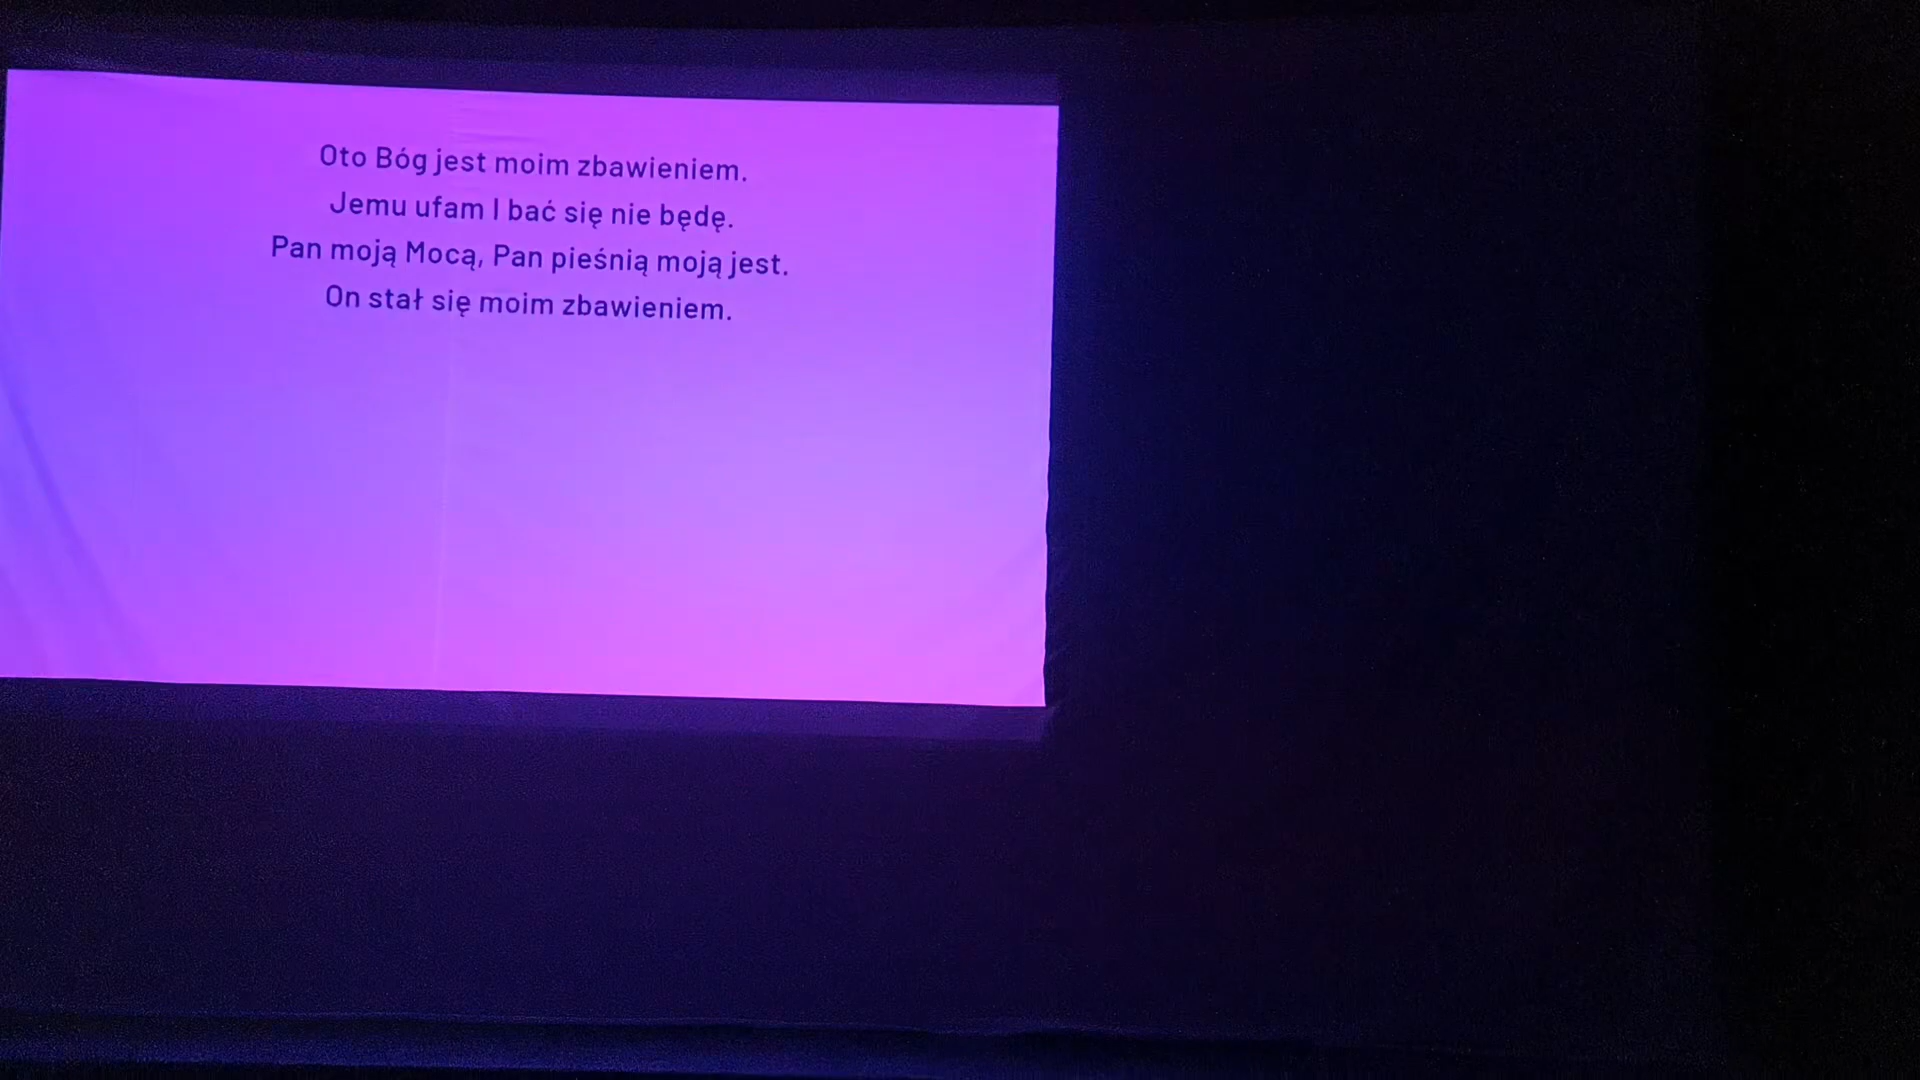 Oto Bóg jest moim zbawieniem.
Jemu ufam I bać się nie będę.
Pan moją Mocą, Pan pieśnią moją jest.
On stał się moim zbawieniem.